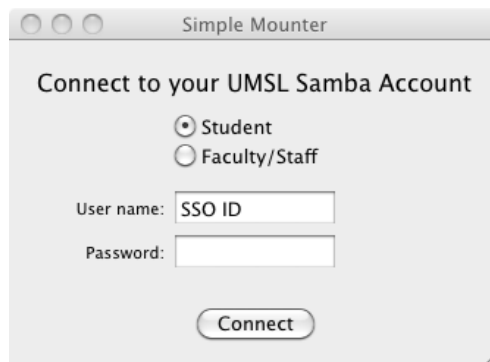 Simple Mounter
Connect to your UMSL Samba Account
Student
Faculty/Staff
User name: SSO ID
Password:
Connect